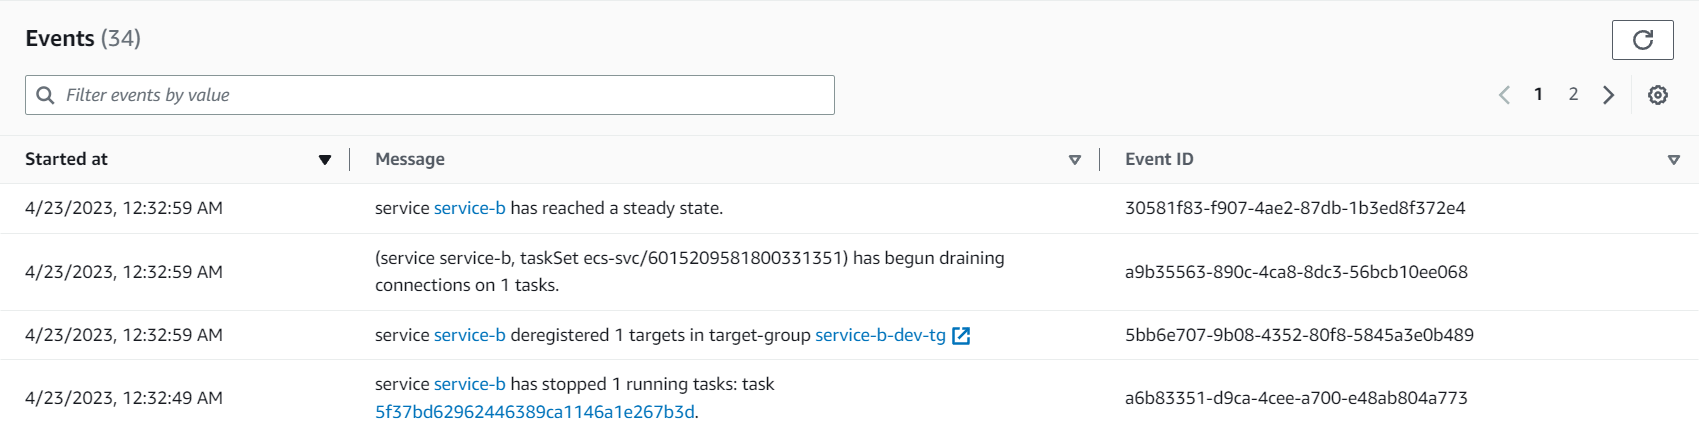 Events (34)
Filter events by value
1 2
Started at Message Event ID
4/23/2023, 12:32:59 AM service service-b has reached a steady state. 30581f83-f907-4ae2-87db-1b3ed8f372e4
(service service-b, taskSet ecs-svc/6015209581800331351) has begun draining
4/23/2023, 12:32:59 AM a9b35563-890c-4ca8-8dc3-56bcb10ee068
connections on 1 tasks.
4/23/2023, 12:32:59 AM service service-b deregistered 1 targets in target-group service-b-dev-tg 5bb6e707-9b08-4352-80f8-5845a3e0b489
service service-b has stopped 1 running tasks: task
4/23/2023, 12:32:49 AM a6b83351-d9ca-4cee-a700-e48ab804a773
5f37bd62962446389ca1146a1e267b3d.